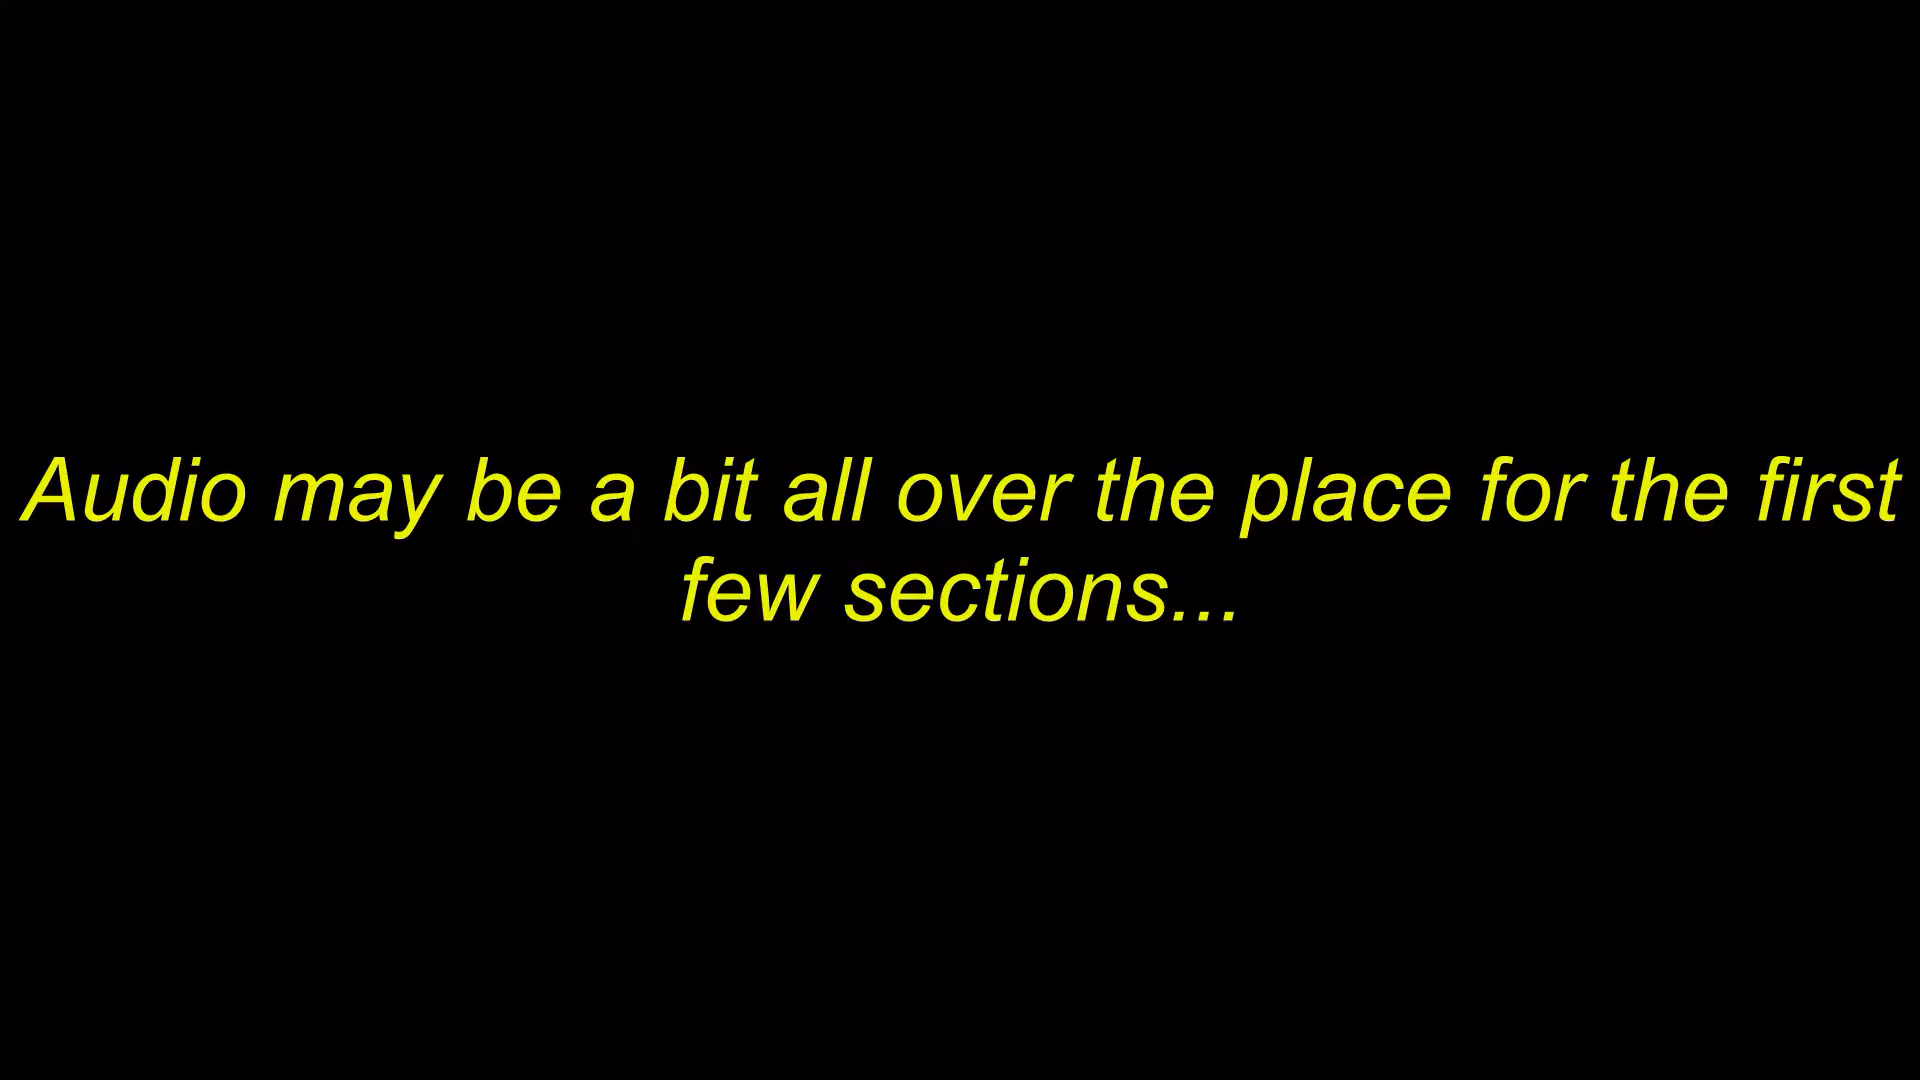 Audio may be a bit all over the place for the first
few sections...